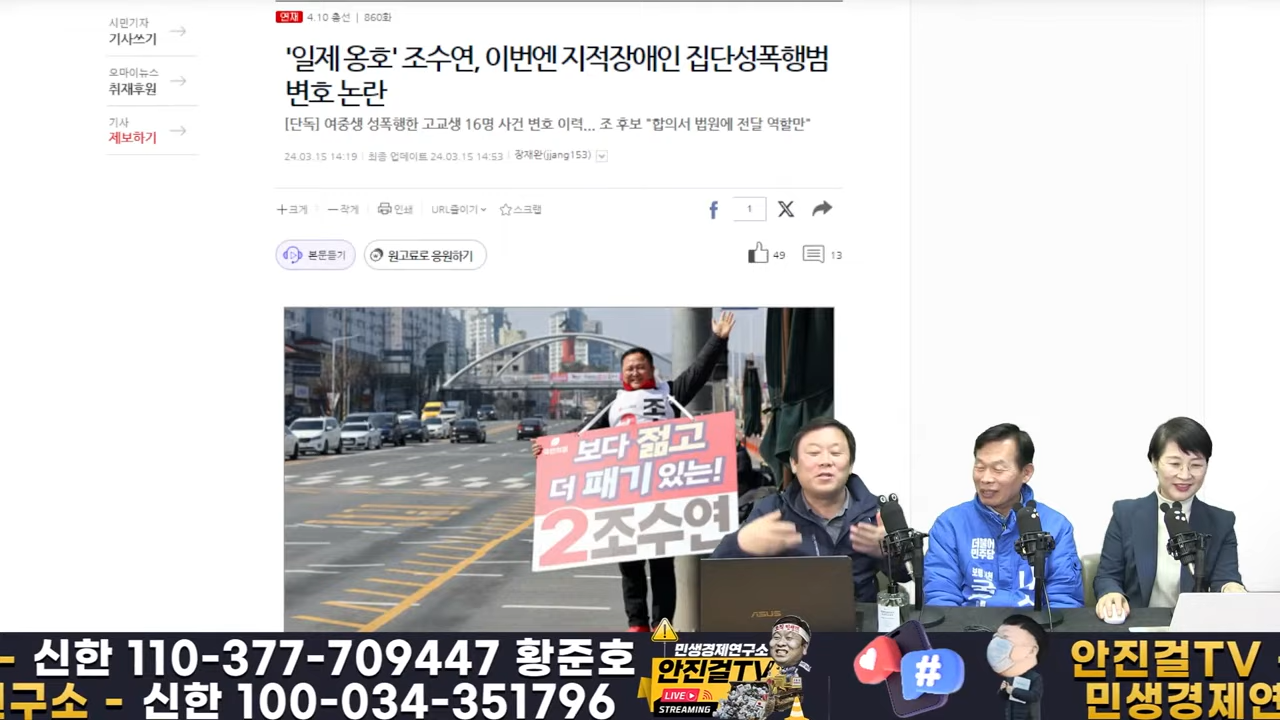 시민기자
기사쓰기
오마이뉴스
취재후원
기사
제보하기
연재 4.10 총선 | 860화
'일제 옹호' 조수연, 이번엔 지적장애인 집단성폭행범
변호 논란
[단독] 여중생 성폭행한 고교생 16명 사건 변호 이력... 조 후보 "합의서 법원에 전달 역할만"
24.03.15 14:19 | 최종 업데이트 24.03.15 14:53 | 장재완(jjang153)
+크게 -작게 인쇄 URL줄이기 스크랩
1
본문듣기 원고료로 응원하기
49 13
보다 젊고
더 패기 있는!
2조수연
더불어
민주당
ASUS
- 신한 110-377-709447 황준호
연구소 - 신한 100-034-351796
민생경제연구소
안진걸TV
LIVE
STREAMING
#
안진걸TV -
민생경제연